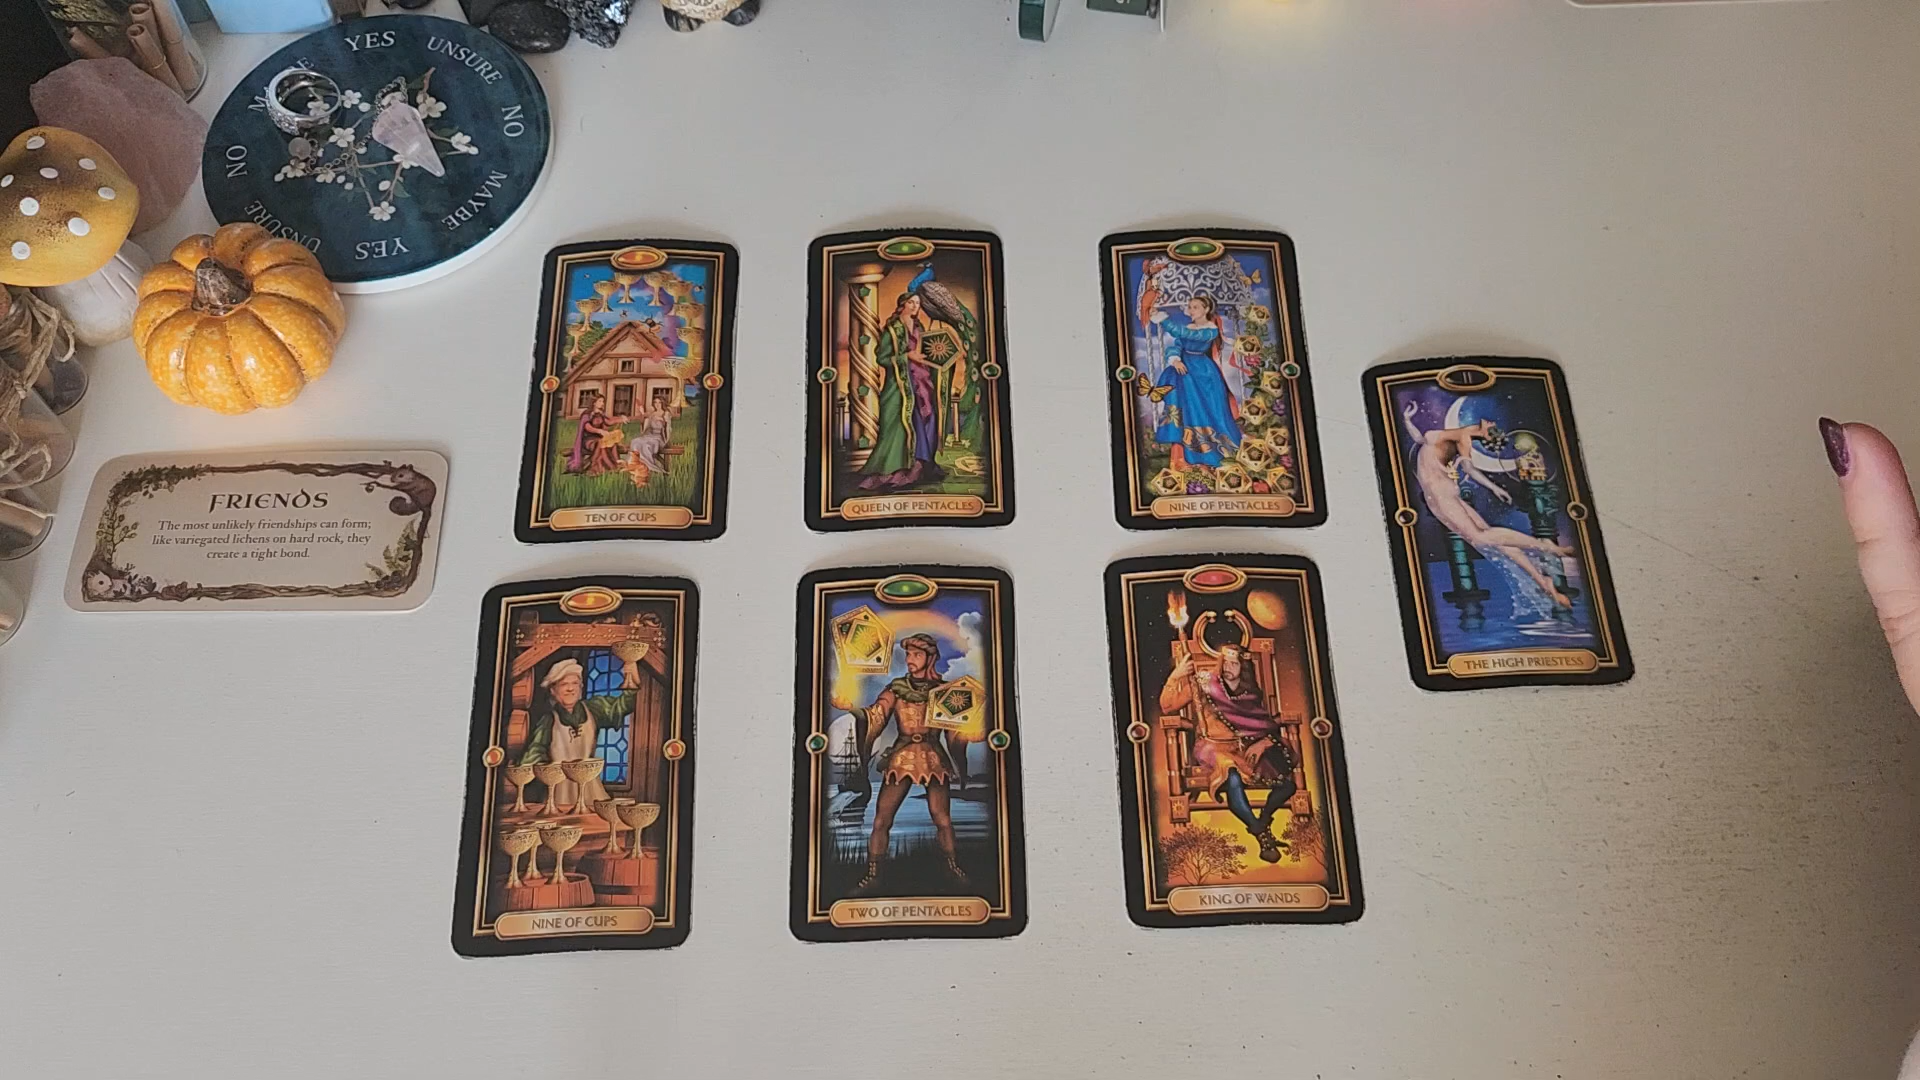 YES
UNSURE
NO
MAYBE
YES
UNSURE
NO
FRIENDS
The most unlikely friendships can form;
like variegated lichens on hard rock, they
create a tight bond.
TEN OF CUPS
QUEEN OF PENTACLES
NINE OF PENTACLES
II
THE HIGH PRIESTESS
NINE OF CUPS
TWO OF PENTACLES
KING OF WANDS